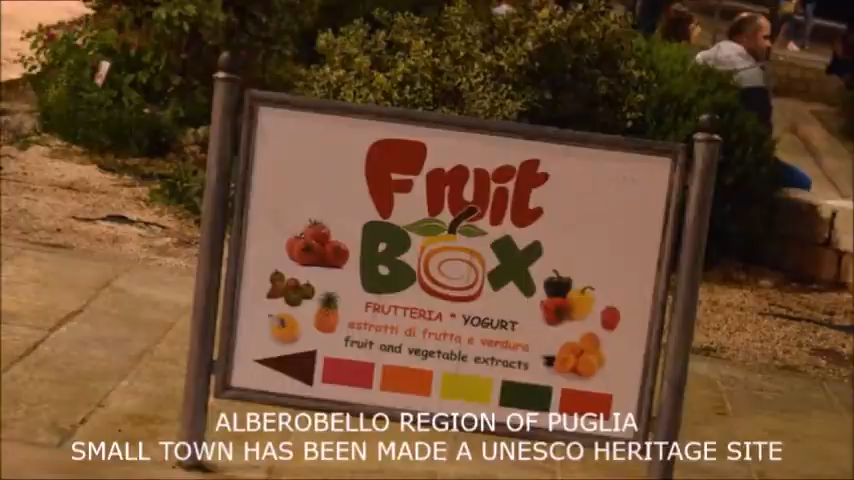 Fruit
BOX
FRUTTERIA * YOGURT
estratti di frutta e verdura
fruit and vegetable extracts
ALBEROBELLO REGION OF PUGLIA
SMALL TOWN HAS BEEN MADE A UNESCO HERITAGE SITE